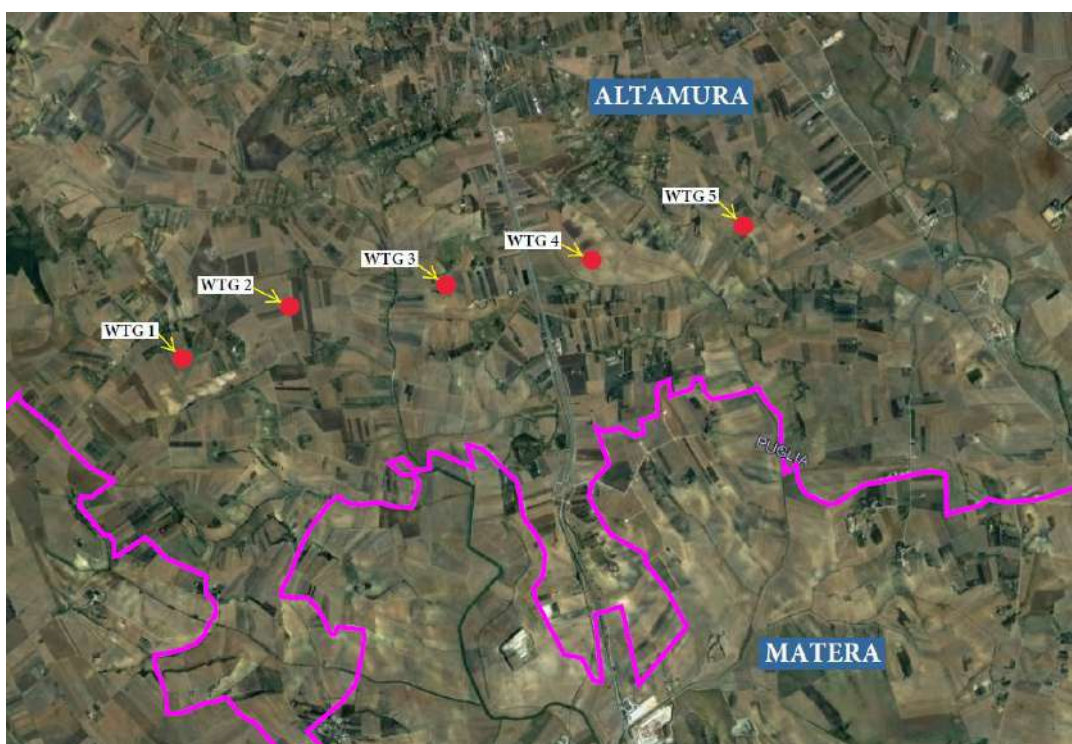 ALTAMURA
WTG 5
WTG 4
WTG 3
WTG 2
WTG 1
PUGLIA
MATERA